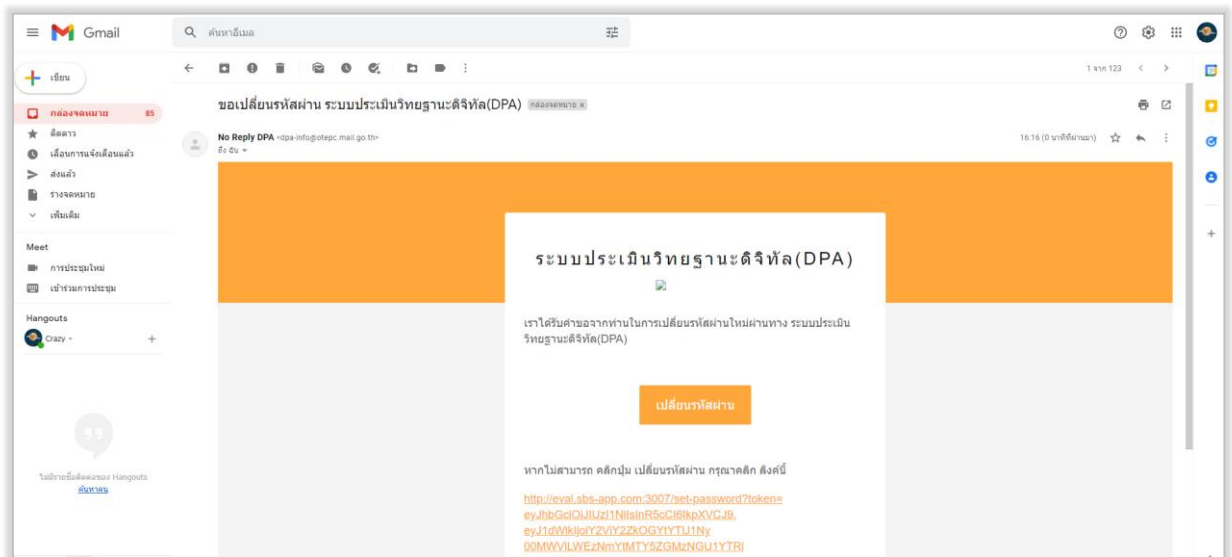 Gmail
ค้นหาอีเมล
เขียน
1 จาก 123
กล่องจดหมาย 85
ติดดาว
เลื่อนการแจ้งเตือนแล้ว
ส่งแล้ว
ร่างจดหมาย
เพิ่มเติม
Meet
การประชุมใหม่
เข้าร่วมการประชุม
Hangouts
Crazy
ไม่มีรายชื่อติดต่อของ Hangouts
ค้นหาคน
ขอเปลี่ยนรหัสผ่าน ระบบประเมินวิทยฐานะดิจิทัล(DPA) กล่องจดหมาย x
No Reply DPA <dpa-info@otepc.mail.go.th>
16:16 (0 นาทีที่ผ่านมา)
ถึง ฉัน
ระบบประเมินวิทยฐานะดิจิทัล(DPA)
เราได้รับคำขอจากท่านในการเปลี่ยนรหัสผ่านใหม่ผ่านทาง ระบบประเมิน
วิทยฐานะดิจิทัล(DPA)
เปลี่ยนรหัสผ่าน
หากไม่สามารถ คลิกปุ่ม เปลี่ยนรหัสผ่าน กรุณาคลิก ลิงค์นี้
http://eval.sbs-app.com:3007/set-password?token=
eyJhbGciOiJIUzI1NiIsInR5cCI6IkpXVCJ9.
eyJ1dWlkIjoiY2ViY2ZkOGYtYTU1Ny
00MWViLWEzNmYtMTY5ZGMzNGU1YTRj